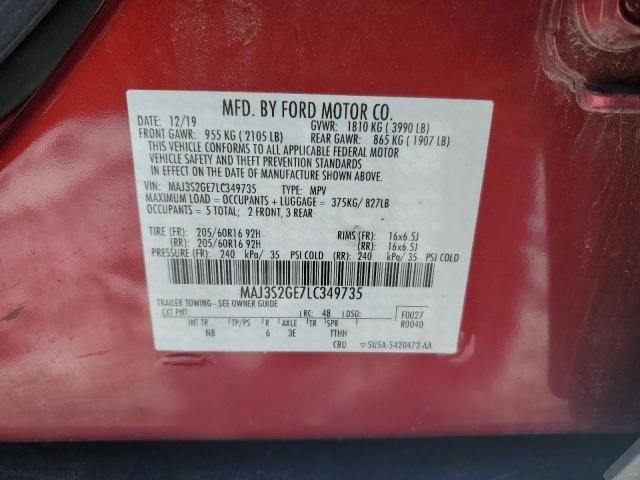 MFD. BY FORD MOTOR CO.
DATE: 12/19 GVWR: 1810 KG ( 3990 LB)
FRONT GAWR: 955 KG ( 2105 LB) REAR GAWR: 865 KG ( 1907 LB)
THIS VEHICLE CONFORMS TO ALL APPLICABLE FEDERAL MOTOR
VEHICLE SAFETY AND THEFT PREVENTION STANDARDS
IN EFFECT ON THE DATE OF MANUFACTURE SHOWN ABOVE.
VIN: MAJ3S2GE7LC349735 TYPE: MPV
MAXIMUM LOAD = OCCUPANTS + LUGGAGE = 375KG/ 827LB
OCCUPANTS = 5 TOTAL; 2 FRONT, 3 REAR
TIRE (FR): 205/60R16 92H RIMS (FR): 16x6.5J
(RR): 205/60R16 92H (RR): 16x6.5J
PRESSURE (FR): 240 kPa/ 35 PSI COLD (RR): 240 kPa/ 35 PSI COLD
MAJ3S2GE7LC349735
TRAILER TOWING - SEE OWNER GUIDE
EXT PNT: RC: 4B DSO: F0027
R0040
INT TR TP/PS R AXLE TR SPR
NB 6 3E TTHH
CBU 5U5A-5420472-AA